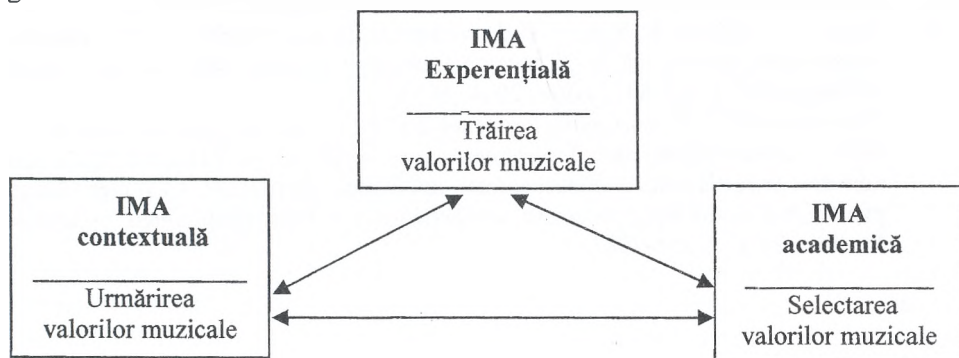 IMA
Experențială
Trăirea
valorilor muzicale
IMA
contextuală
Urmărirea
valorilor muzicale
IMA
academică
Selectarea
valorilor muzicale